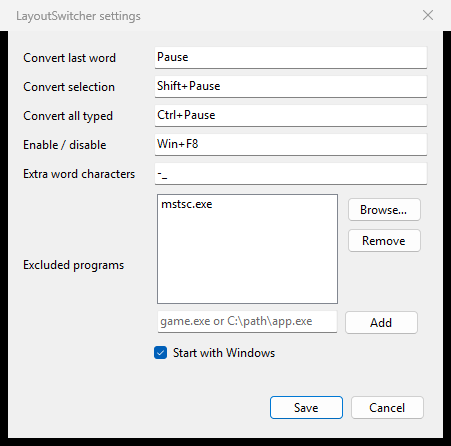 LayoutSwitcher settings
Convert last word Pause
Convert selection Shift+Pause
Convert all typed Ctrl+Pause
Enable / disable Win+F8
Extra word characters -_
mstsc.exe
Browse...
Remove
Excluded programs
game.exe or C:\path\app.exe Add
Start with Windows
Save Cancel